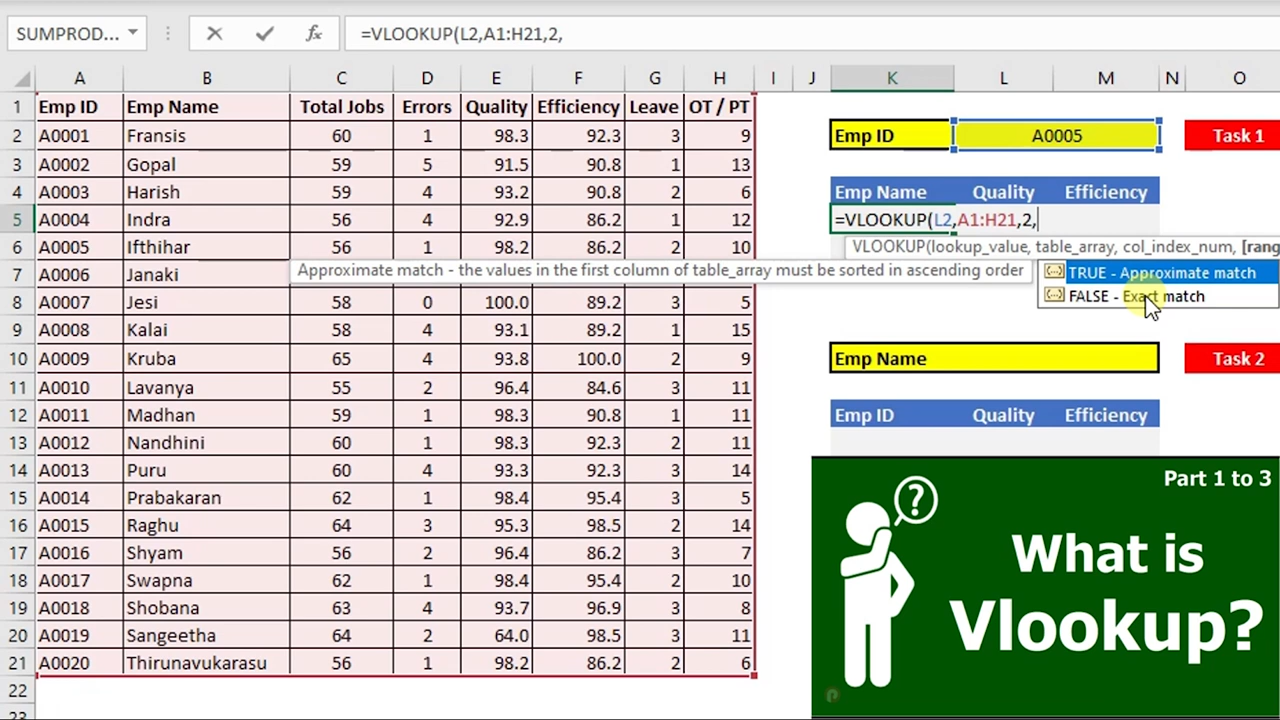 SUMPROD... =VLOOKUP(L2,A1:H21,2,
A B C D E F G H I J K L M N O
1 Emp ID Emp Name Total Jobs Errors Quality Efficiency Leave OT / PT
2 A0001 Fransis 60 1 98.3 92.3 3 9 Emp ID A0005 Task 1
3 A0002 Gopal 59 5 91.5 90.8 1 13
4 A0003 Harish 59 4 93.2 90.8 2 6 Emp Name Quality Efficiency
5 A0004 Indra 56 4 92.9 86.2 1 12 =VLOOKUP(L2,A1:H21,2,
6 A0005 Ifthihar 56 1 98.2 86.2 2 10 VLOOKUP(lookup_value, table_array, col_index_num, [rang
7 A0006 Janaki Approximate match - the values in the first column of table_array must be sorted in ascending order TRUE - Approximate match
FALSE - Exact match
8 A0007 Jesi 58 0 100.0 89.2 3 5
9 A0008 Kalai 58 4 93.1 89.2 1 15
10 A0009 Kruba 65 4 93.8 100.0 2 9 Emp Name Task 2
11 A0010 Lavanya 55 2 96.4 84.6 3 11
12 A0011 Madhan 59 1 98.3 90.8 1 11 Emp ID Quality Efficiency
13 A0012 Nandhini 60 1 98.3 92.3 2 11
14 A0013 Puru 60 4 93.3 92.3 3 14
15 A0014 Prabakaran 62 1 98.4 95.4 3 5
16 A0015 Raghu 64 3 95.3 98.5 2 14
17 A0016 Shyam 56 2 96.4 86.2 3 7
18 A0017 Swapna 62 1 98.4 95.4 2 10
19 A0018 Shobana 63 4 93.7 96.9 3 8
20 A0019 Sangeetha 64 2 64.0 98.5 3 11
21 A0020 Thirunavukarasu 56 1 98.2 86.2 2 6
22
23
Part 1 to 3
?
What is
Vlookup?